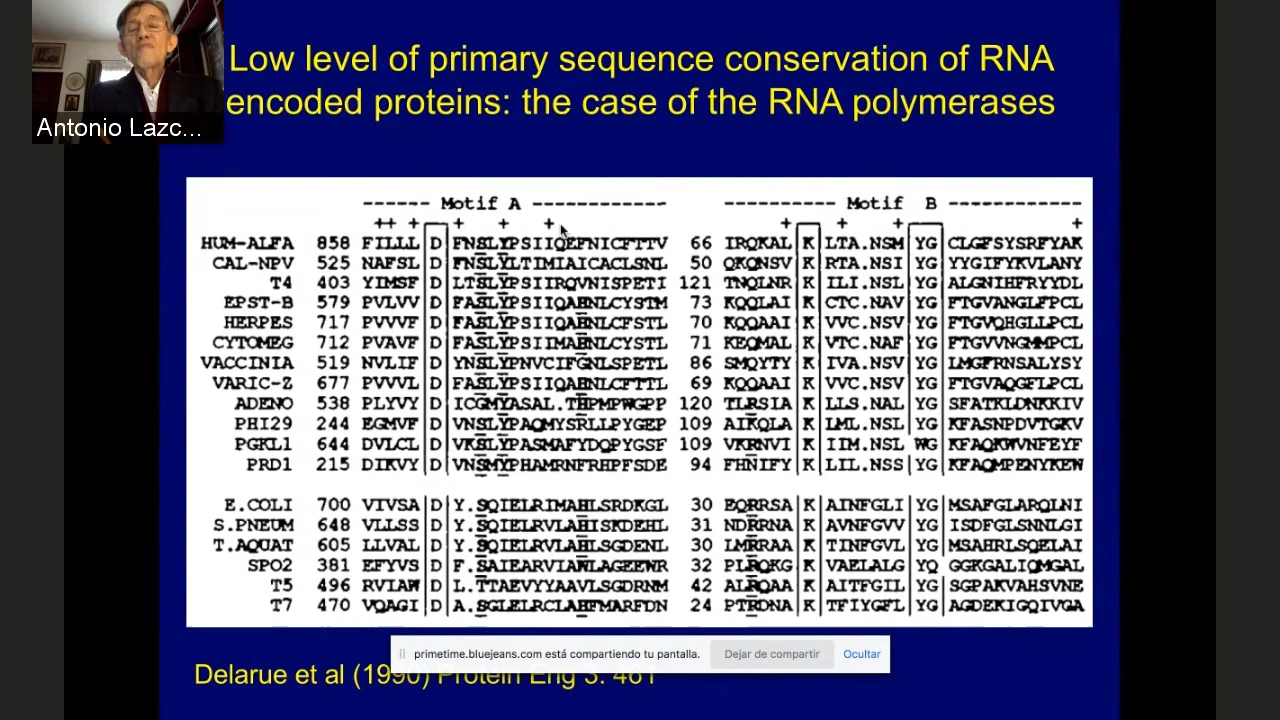 Low level of primary sequence conservation of RNA
encoded proteins: the case of the RNA polymerases
Antonio Lazc...
------ Motif A ------------ ---------- Motif B ------------
++ + + + + + + + +
HUM-ALFA 858 FILLL D FNSLYPSIIQEFNICFTTV 66 IRQKAL K LTA.NSM YG CLGFSYSRFYAK
CAL-NPV 525 NAFSL D FNSLYLTIMIAICACLSNL 50 QKQNSV K RTA.NSI YG YYGIFYKVLANY
T4 403 YIMSF D LTSLYPSIIRQVNISPETI 121 TNQLNR K ILI.NSL YG ALGNIHFRYYDL
EPST-B 579 PVLVV D FASLYPSIIQAHNLCYSTM 73 KQQLAI K CTC.NAV YG FTGVANGLFPCL
HERPES 717 PVVVF D FASLYPSIIQAHNLCFSTL 70 KQQAAI K VVC.NSV YG FTGVQHGLLPCL
CYTOMEG 712 PVAVF D FASLYPSIIMAHNLCYSTL 71 KEQMAL K VTC.NAF YG FTGVVNGMMPCL
VACCINIA 519 NVLIF D YNSLYPNVCIFGNLSPETL 86 SMQYTY K IVA.NSV YG LMGFRNSALYSY
VARIC-Z 677 PVVVL D FASLYPSIIQAHNLCFTTL 69 KQQAAI K VVC.NSV YG FTGVAQGFLPCL
ADENO 538 PLYVY D ICGMYASAL.THPMPWGPP 120 TLRSIA K LLS.NAL YG SFATKLDNKKIV
PHI29 244 EGMVF D VNSLYPAQMYSRLLPYGEP 109 AIKQLA K LML.NSL YG KFASNPDVTGKV
PGKL1 644 DVLCL D VKSLYPASMAFYDQPYGSF 109 VKRNVI K IIM.NSL WG KFAQKWVNFEYF
PRD1 215 DIKVY D VNSMYPHAMRNFRHPFSDE 94 FHNIFY K LIL.NSS YG KFAQMPENYKEW
E.COLI 700 VIVSA D Y.SQIELRIMAHLSRDKGL 30 EQRRSA K AINFGLI YG MSAFGLARQLNI
S.PNEUM 648 VLLSS D Y.SQIELRVLAHISKDEHL 31 NDRRNA K AVNFGVV YG ISDFGLSNNLGI
T.AQUAT 605 LLVAL D Y.SQIELRVLAHLSGDENL 30 LMRRAA K TINFGVL YG MSAHRLSQELAI
SPO2 381 EFYVS D F.SAIEARVIAWLAGEEWR 32 PLRQKG K VAELALG YQ GGKGALIQMGAL
T5 496 RVIAW D L.TTAEVYYAAVLSGDRNM 42 ALRQAA K AITFGIL YG SGPAKVAHSVNE
T7 470 VQAGI D A.SGLELRCLAHFMARFDN 24 PTRDNA K TFIYGFL YG AGDEKIGQIVGA
primetime.bluejeans.com está compartiendo tu pantalla. Dejar de compartir Ocultar
Delarue et al (1990) Protein Eng 3: 461